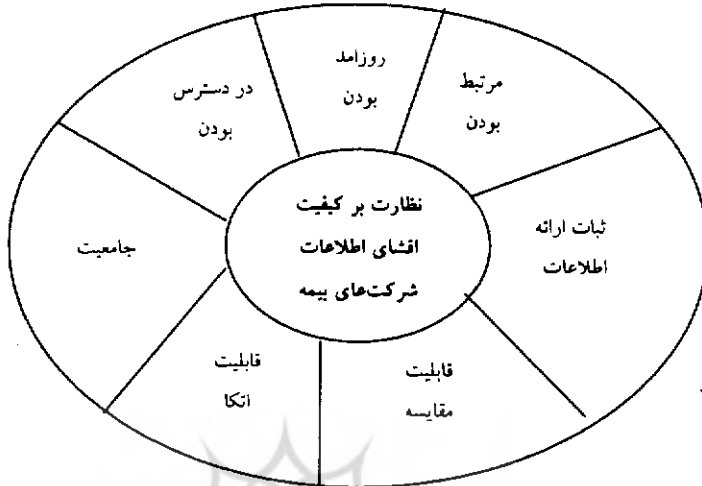 روزامد
بودن
مرتبط
بودن
در دسترس
بودن
نظارت بر کیفیت
افشای اطلاعات
شرکت‌های بیمه
ثبات ارائه
اطلاعات
جامعیت
قابلیت
اتکا
قابلیت
مقایسه